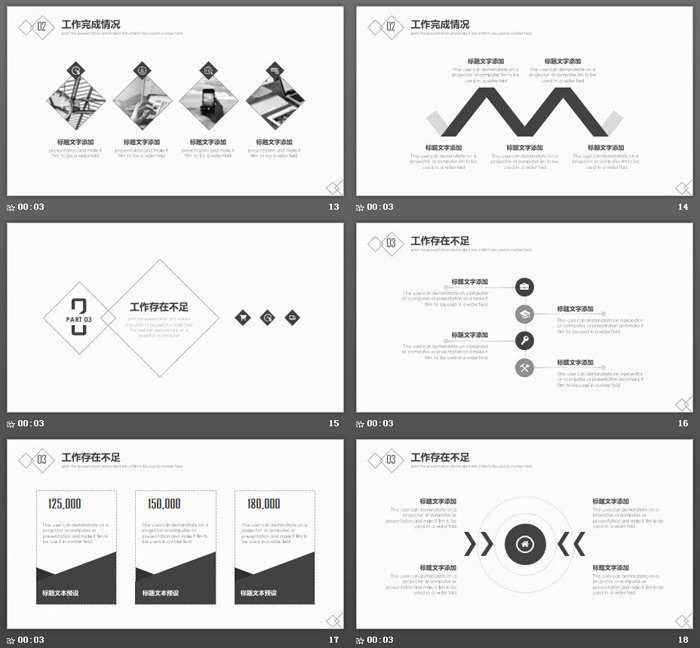 02
工作完成情况
print the presentation and make it into a film to be used in a wider field
标题文字添加
presentation and make it
film to be a wider field
标题文字添加
presentation and make it
film to be a wider field
标题文字添加
presentation and make it
film to be a wider field
标题文字添加
presentation and make it
film to be a wider field
00:03
13
02
工作完成情况
print the presentation and make it into a film to be used in a wider field
标题文字添加
The user can demonstrate on a
projector or computer film to be
used in a wider field
标题文字添加
The user can demonstrate on a
projector or computer film to be
used in a wider field
标题文字添加
The user can demonstrate on a
projector or computer film to be
used in a wider field
标题文字添加
The user can demonstrate on a
projector or computer film to be
used in a wider field
标题文字添加
The user can demonstrate on a
projector or computer film to be
used in a wider field
00:03
14
PART 03
工作存在不足
print the presentation and make it
into a film to be used in a wider field
The user can demonstrate on a
projector or computer
00:03
15
03
工作存在不足
print the presentation and make it into a film to be used in a wider field
标题文字添加
The user can demonstrate on a projector
or computer, or presentation and make it
film to be used in a wider field
标题文字添加
The user can demonstrate on a projector
or computer, or presentation and make it
film to be used in a wider field
标题文字添加
The user can demonstrate on a projector
or computer, or presentation and make it
film to be used in a wider field
标题文字添加
The user can demonstrate on a projector
or computer, or presentation and make it
film to be used in a wider field
00:03
16
03
工作存在不足
print the presentation and make it into a film to be used in a wider field
125,000
The user can demonstrate on a
projector or computer, or
presentation and make it film to
be used in a wider field
标题文本预设
150,000
The user can demonstrate on a
projector or computer, or
presentation and make it film to
be used in a wider field
标题文本预设
180,000
The user can demonstrate on a
projector or computer, or
presentation and make it film to
be used in a wider field
标题文本预设
00:03
17
03
工作存在不足
print the presentation and make it into a film to be used in a wider field
标题文字添加
The user can demonstrate on a
projector or computer, or
presentation and make it film to be
used in a wider field
标题文字添加
The user can demonstrate on a
projector or computer, or
presentation and make it film to be
used in a wider field
标题文字添加
The user can demonstrate on a
projector or computer, or
presentation and make it film to be
used in a wider field
标题文字添加
The user can demonstrate on a
projector or computer, or
presentation and make it film to be
used in a wider field
00:03
18